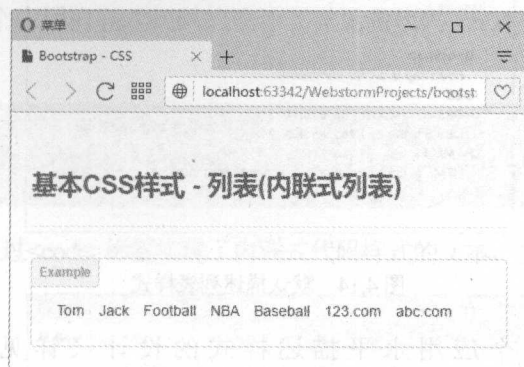 菜单
Bootstrap - CSS
localhost:63342/WebstormProjects/bootst
基本CSS样式 - 列表(内联式列表)
Example
Tom Jack Football NBA Baseball 123.com abc.com